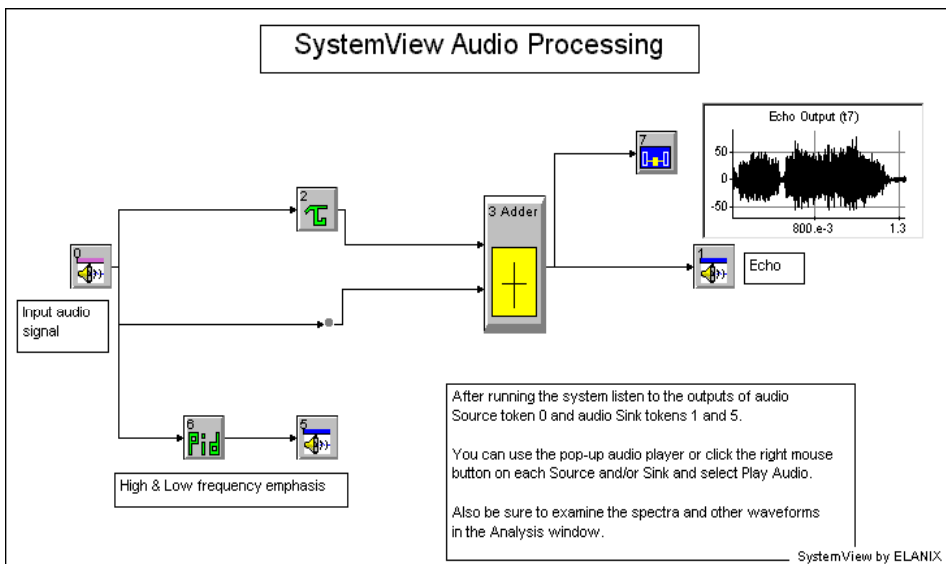 SystemView Audio Processing
Echo Output (t7)
50
0
-50
800.e-3
1.3
7
2
τ
3 Adder
0
1
Echo
Input audio
signal
6
Pid
5
High & Low frequency emphasis
After running the system listen to the outputs of audio
Source token 0 and audio Sink tokens 1 and 5.
You can use the pop-up audio player or click the right mouse
button on each Source and/or Sink and select Play Audio.
Also be sure to examine the spectra and other waveforms
in the Analysis window.
SystemView by ELANIX